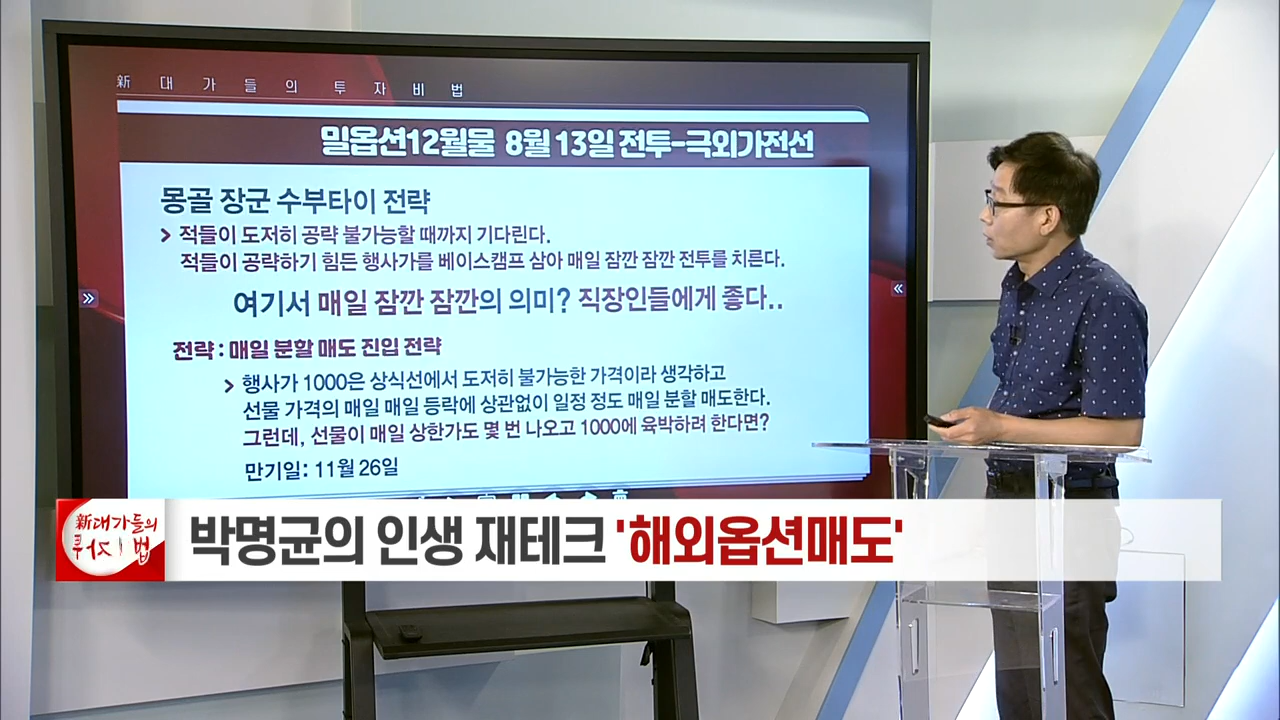 新 대 가 들 의 투 자 비 법
밀옵션12월물 8월 13일 전투-극외가전선
몽골 장군 수부타이 전략
적들이 도저히 공략 불가능할 때까지 기다린다.
적들이 공략하기 힘든 행사가를 베이스캠프 삼아 매일 잠깐 잠깐 전투를 치른다.
여기서 매일 잠깐 잠깐의 의미? 직장인들에게 좋다..
전략 : 매일 분할 매도 진입 전략
행사가 1000은 상식선에서 도저히 불가능한 가격이라 생각하고
선물 가격의 매일 매일 등락에 상관없이 일정 정도 매일 분할 매도한다.
그런데, 선물이 매일 상한가도 몇 번 나오고 1000에 육박하려 한다면?
만기일: 11월 26일
新대가들의
투자비법
박명균의 인생 재테크 '해외옵션매도'